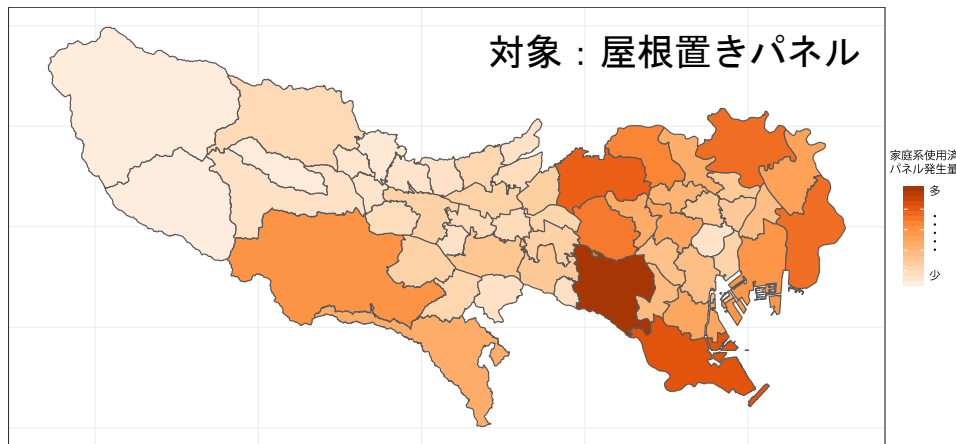 対象：屋根置きパネル
家庭系使用済
パネル発生量
多
少